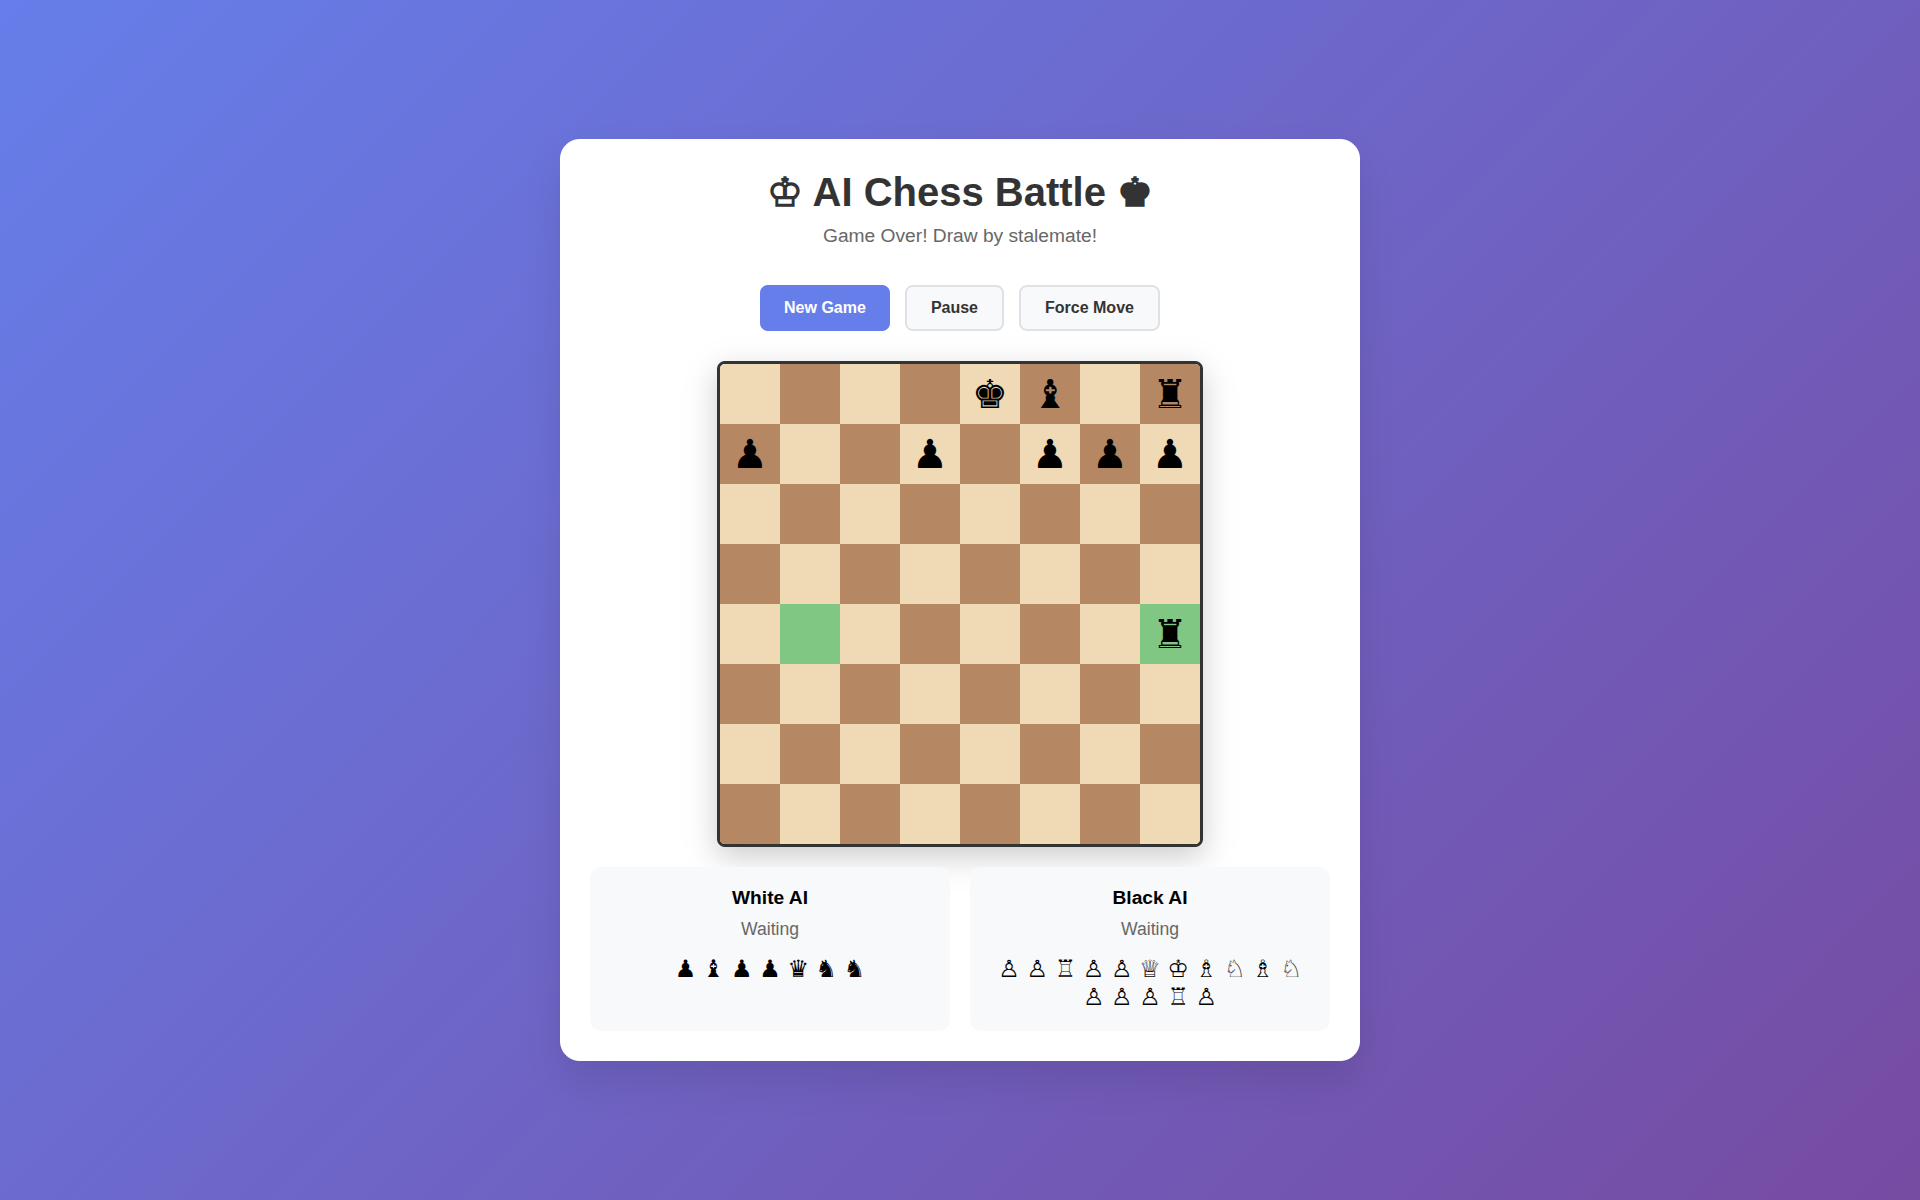 ♔ AI Chess Battle ♚
Game Over! Draw by stalemate!
New Game
Pause
Force Move
White AI
Waiting
♟ ♝ ♟ ♟ ♛ ♞ ♞
Black AI
Waiting
♙ ♙ ♖ ♙ ♙ ♕ ♔ ♗ ♘ ♗ ♘
♙ ♙ ♙ ♖ ♙